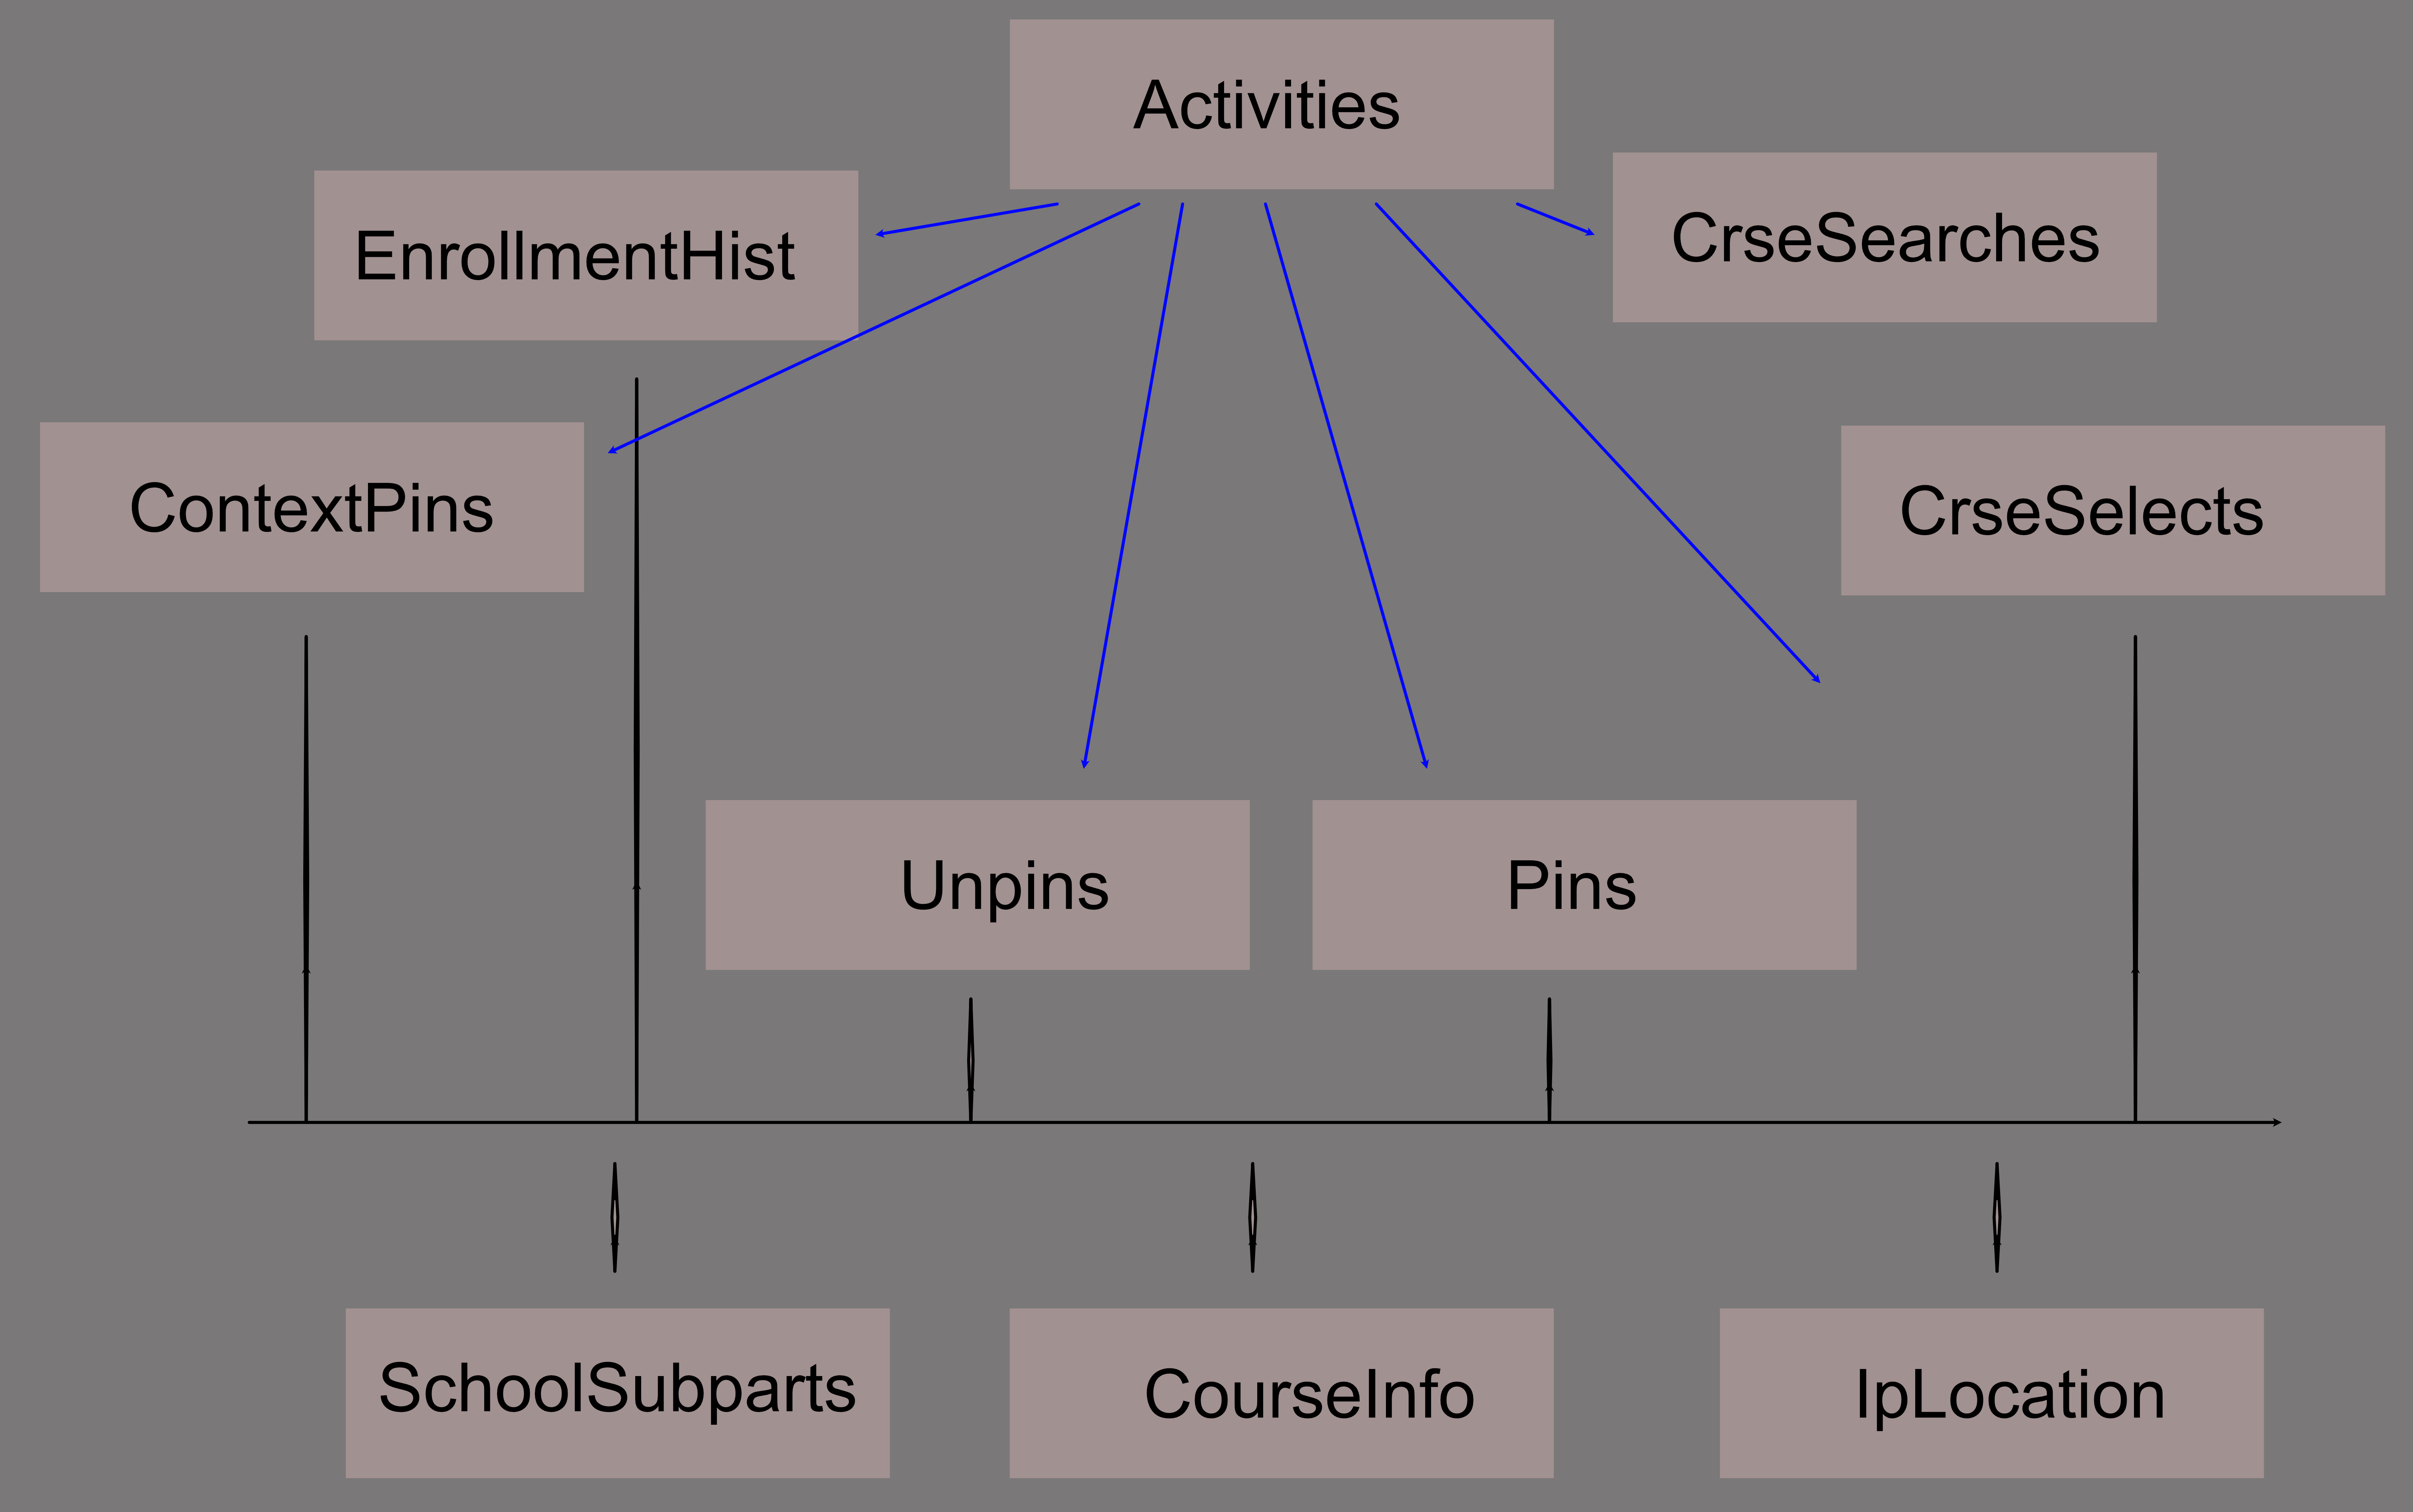 Activities
EnrollmentHist
CrseSearches
ContextPins
CrseSelects
Unpins
Pins
SchoolSubparts
CourseInfo
IpLocation